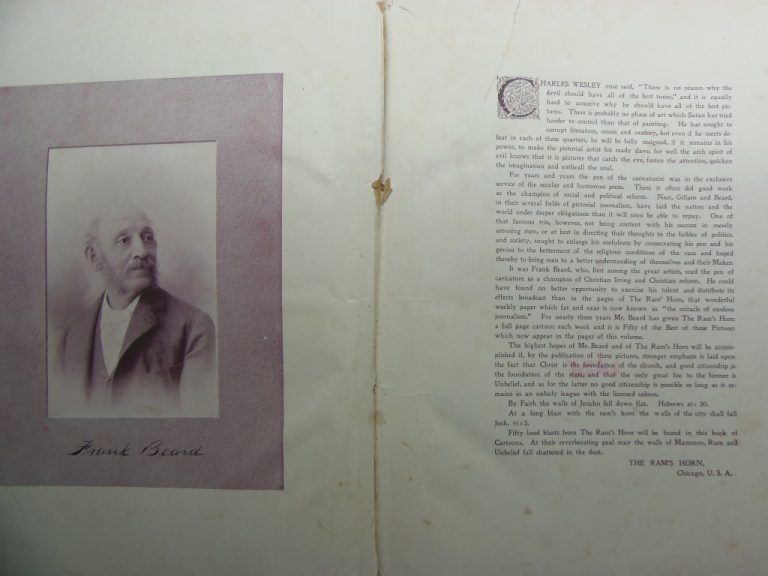 Frank Beard
CHARLES WESLEY once said, "There is no reason why the
devil should have all of the best tunes," and it is equally
hard to conceive why he should have all of the best pic-
tures. There is probably no phase of art which Satan has tried
harder to control than that of painting. He has sought to
corrupt literature, music and oratory, but even if he meets de-
feat in each of these quarters, he will be fully resigned, if it remains in his
power, to make the pictorial artist his ready slave; for well the arch spirit of
evil knows that it is pictures that catch the eye, fasten the attention, quicken
the imagination and enthrall the soul.
For years and years the pen of the caricaturist was in the exclusive
service of the secular and humorous press. There it often did good work
as the champion of social and political reform. Nast, Gillam and Beard,
in their several fields of pictorial journalism, have laid the nation and the
world under deeper obligations than it will soon be able to repay. One of
that famous trio, however, not being content with his success in merely
amusing men, or at best in directing their thoughts to the foibles of politics,
and society, sought to enlarge his usefulness by consecrating his pen and his
genius to the betterment of the religious conditions of the race and hoped
thereby to bring men to a better understanding of themselves and their Maker.
It was Frank Beard, who, first among the great artists, used the pen of
caricature as a champion of Christian living and Christian reform. He could
have found no better opportunity to exercise his talent and distribute its
effects broadcast than in the pages of The Ram's Horn, that wonderful
weekly paper which far and near is now known as "the miracle of modern
journalism." For nearly three years Mr. Beard has given The Ram's Horn
a full page cartoon each week and it is Fifty of the Best of these Pictures
which now appear in the pages of this volume.
The highest hopes of Mr. Beard and of The Ram's Horn will be accom-
plished if, by the publication of these pictures, stronger emphasis is laid upon
the fact that Christ is the foundation of the church, and good citizenship is
the foundation of the state, and that the only great foe to the former is
Unbelief, and as for the latter no good citizenship is possible so long as it re-
mains in an unholy league with the licensed saloon.
By Faith the walls of Jericho fell down flat. Hebrews xi: 30.
At a long blast with the ram's horn the walls of the city shall fall
Josh. vi: 5.
Fifty loud blasts from The Ram's Horn will be found in this book of
Cartoons. At their reverberating peal may the walls of Mammon, Rum and
Unbelief fall shattered in the dust.
THE RAM'S HORN.
Chicago, U. S. A.